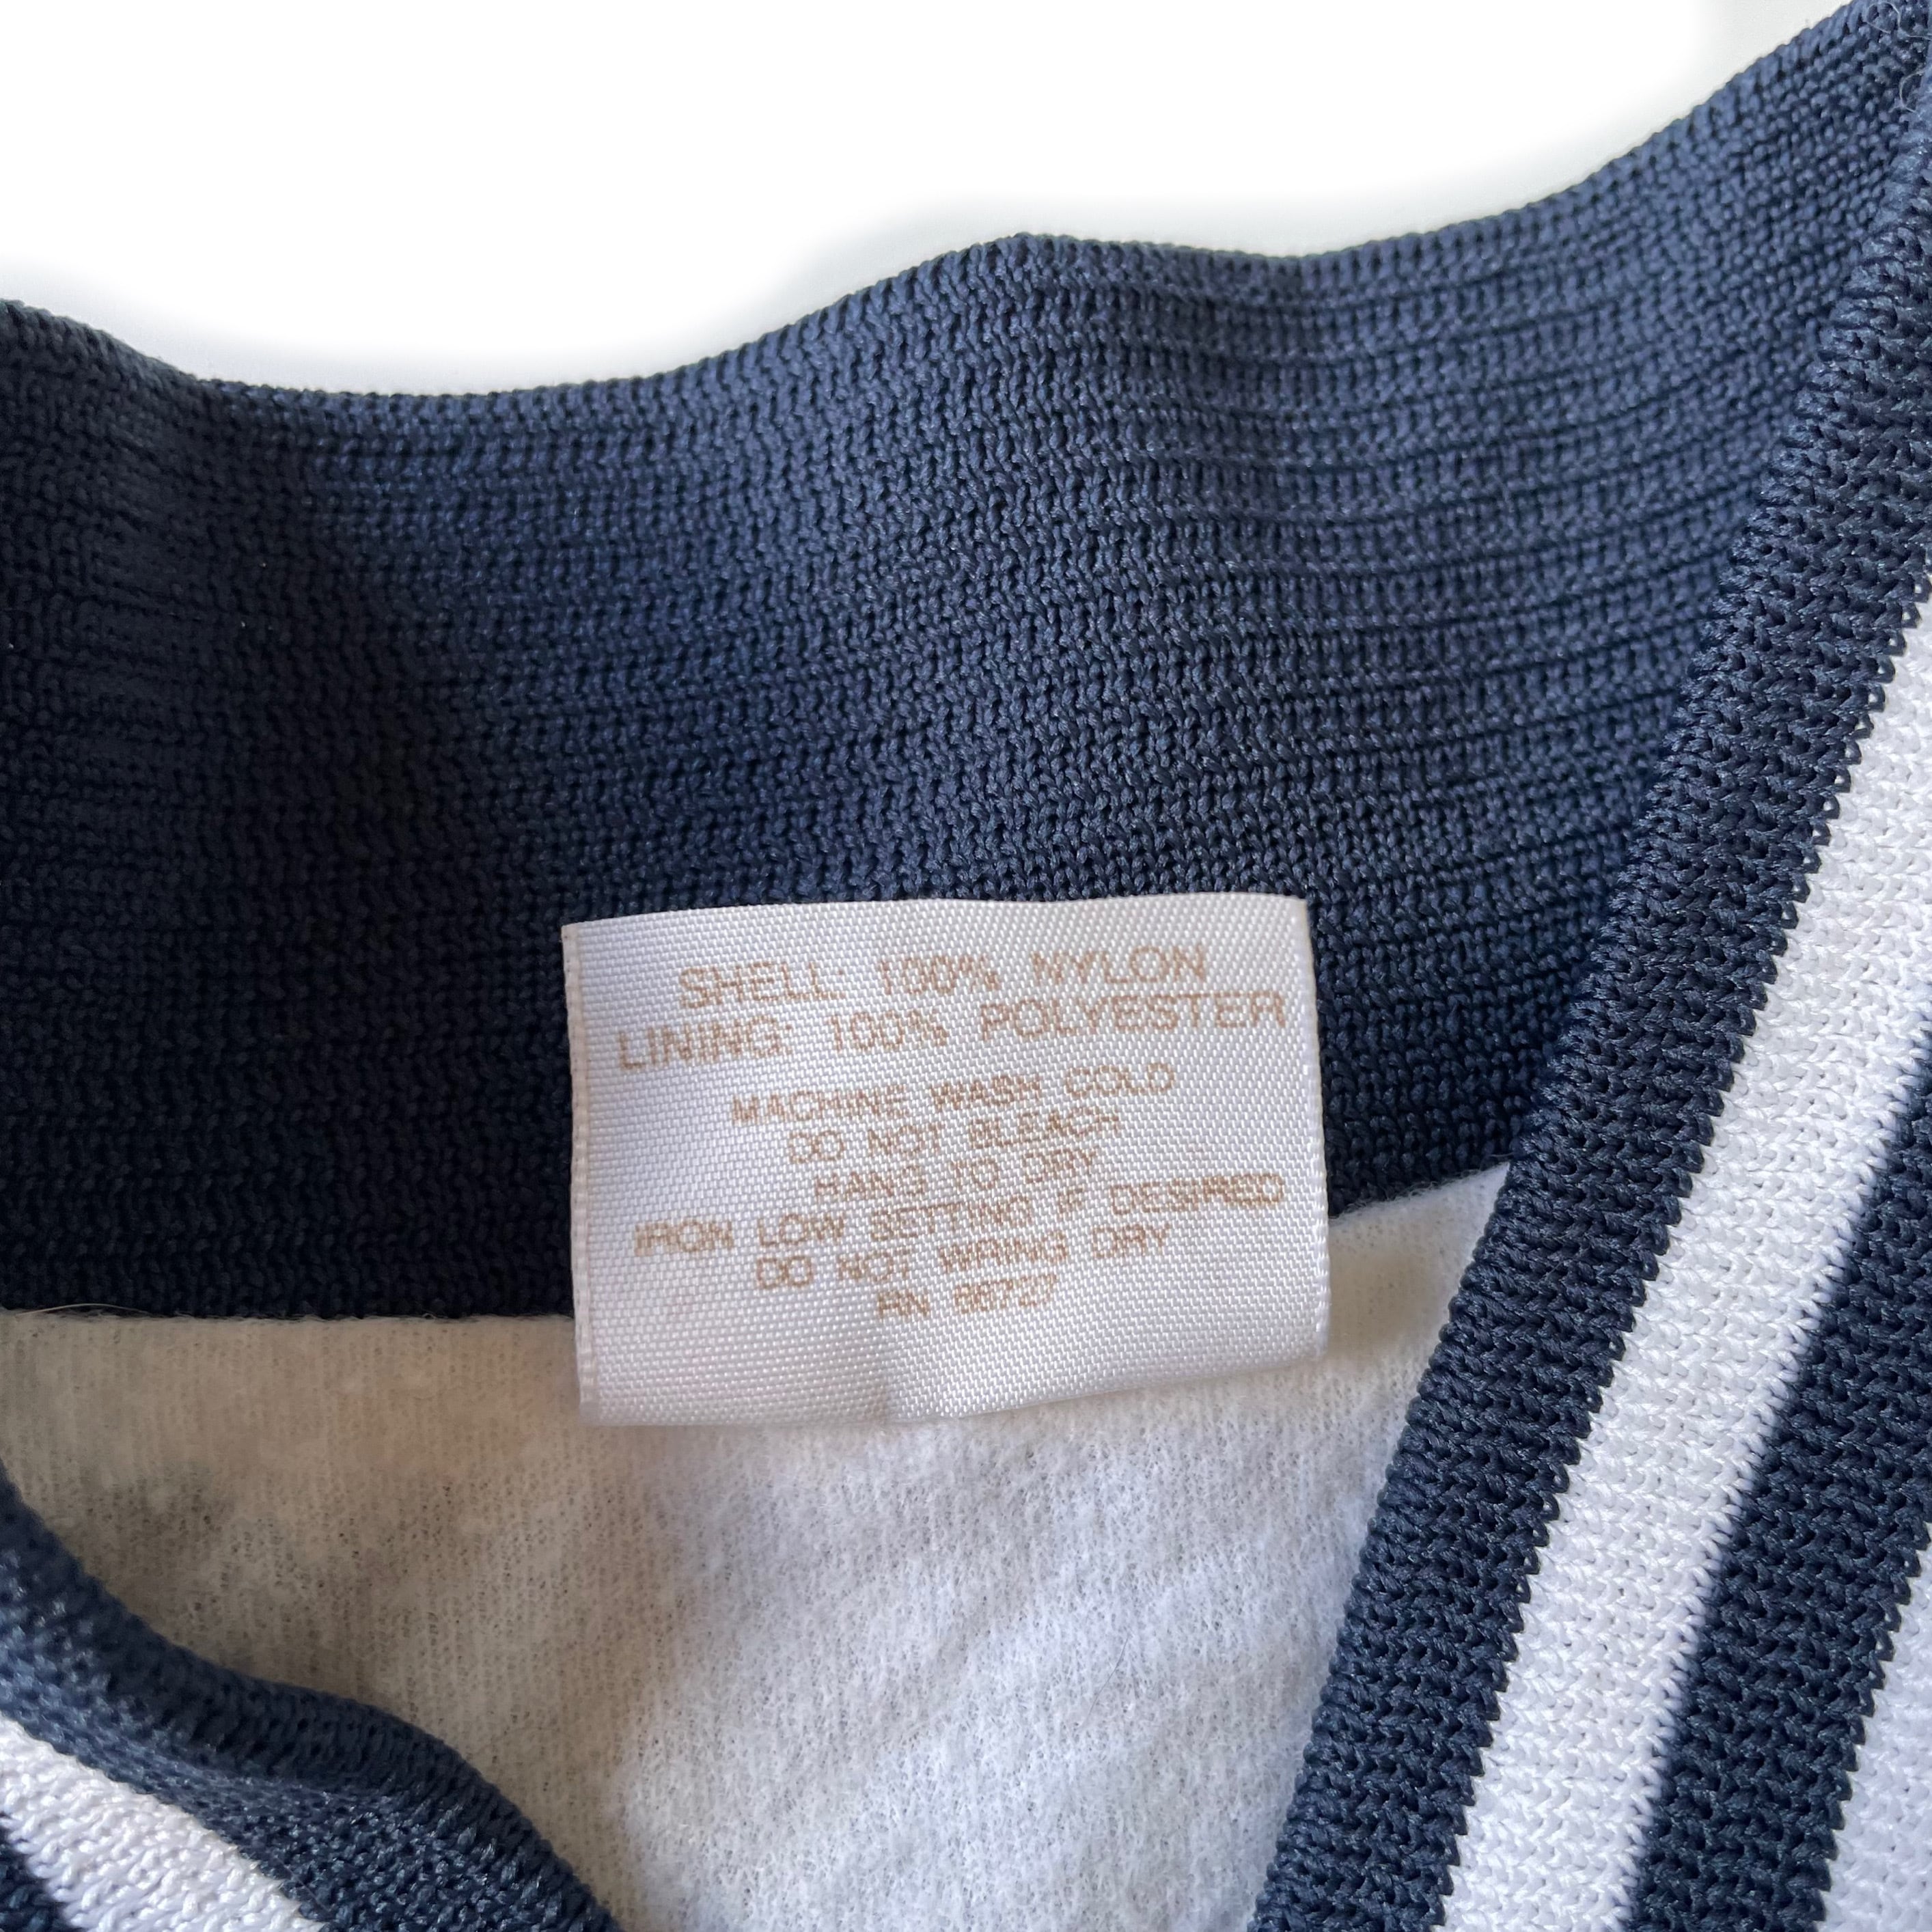 SHELL: 100% NYLON
LINING: 100% POLYESTER
MACHINE WASH COLD
DO NOT BLEACH
HANG TO DRY
IRON LOW SETTING IF DESIRED
DO NOT WRING DRY
RN